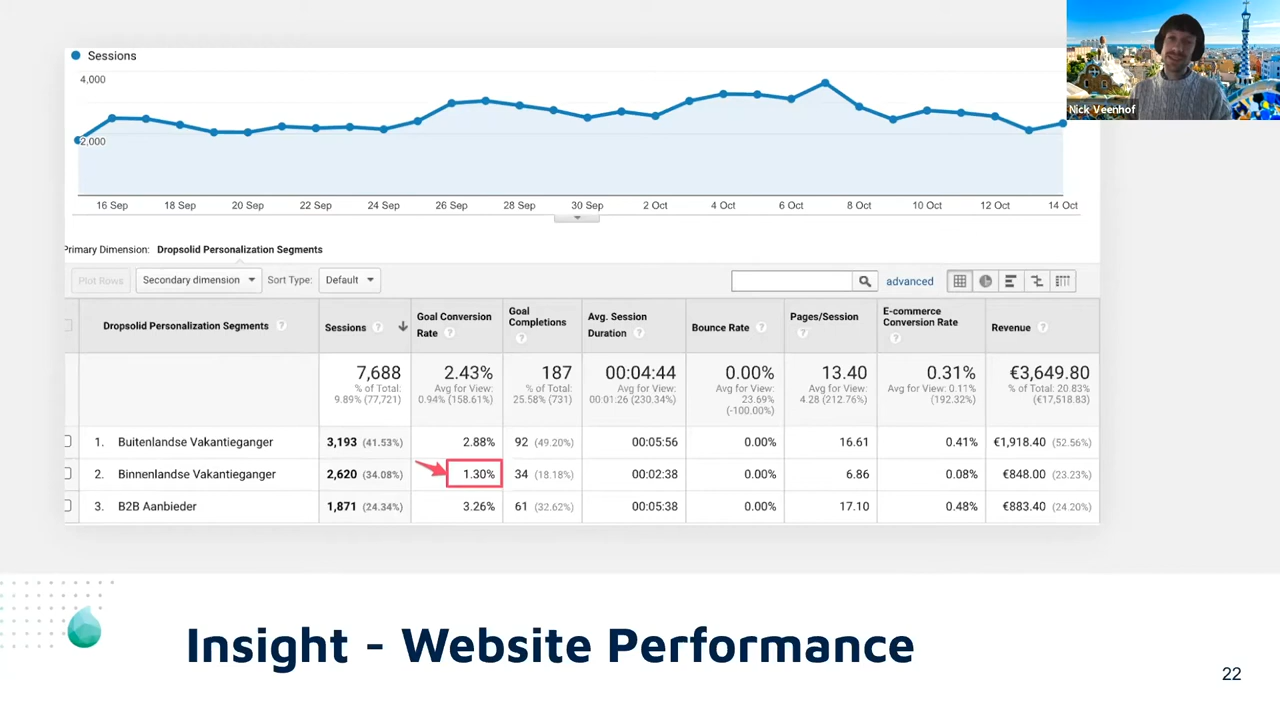 Sessions
4,000
2,000
16 Sep 18 Sep 20 Sep 22 Sep 24 Sep 26 Sep 28 Sep 30 Sep 2 Oct 4 Oct 6 Oct 8 Oct 10 Oct 12 Oct 14 Oct
Nick Veenhof
Primary Dimension: Dropsolid Personalization Segments
Plot Rows Secondary dimension Sort Type: Default advanced
Dropsolid Personalization Segments ? Sessions ? Goal Conversion Rate ? Goal Completions ? Avg. Session Duration ? Bounce Rate ? Pages/Session ? E-commerce Conversion Rate ? Revenue ?
7,688 2.43% 187 00:04:44 0.00% 13.40 0.31% €3,649.80
% of Total: Avg for View: % of Total: Avg for View: Avg for View: Avg for View: Avg for View: 0.11% % of Total: 20.83%
9.89% (77,721) 0.94% (158.61%) 25.58% (731) 00:01:26 (230.34%) 23.69% 4.28 (212.76%) (192.32%) (€17,518.83)
(-100.00%)
1. Buitenlandse Vakantieganger 3,193 (41.53%) 2.88% 92 (49.20%) 00:05:56 0.00% 16.61 0.41% €1,918.40 (52.56%)
2. Binnenlandse Vakantieganger 2,620 (34.08%) 1.30% 34 (18.18%) 00:02:38 0.00% 6.86 0.08% €848.00 (23.23%)
3. B2B Aanbieder 1,871 (24.34%) 3.26% 61 (32.62%) 00:05:38 0.00% 17.10 0.48% €883.40 (24.20%)
Insight - Website Performance
22